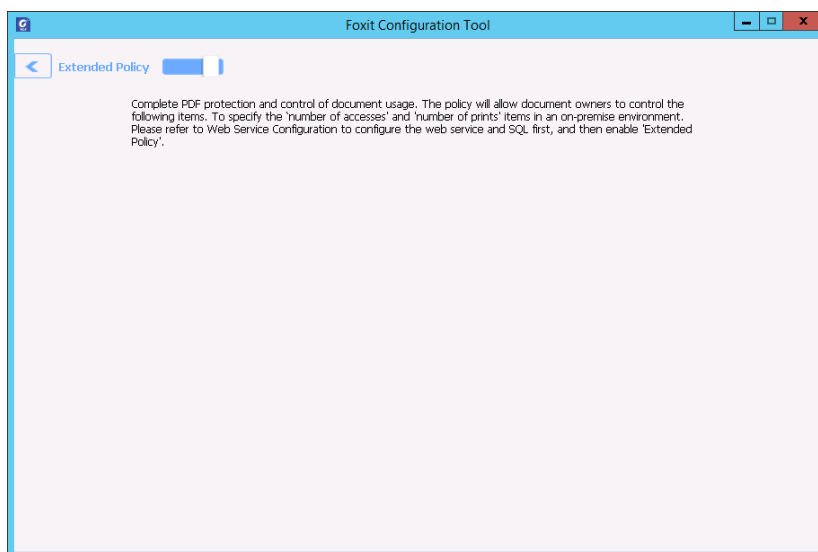 Foxit Configuration Tool
Extended Policy
Complete PDF protection and control of document usage. The policy will allow document owners to control the
following items. To specify the 'number of accesses' and 'number of prints' items in an on-premise environment.
Please refer to Web Service Configuration to configure the web service and SQL first, and then enable 'Extended
Policy'.